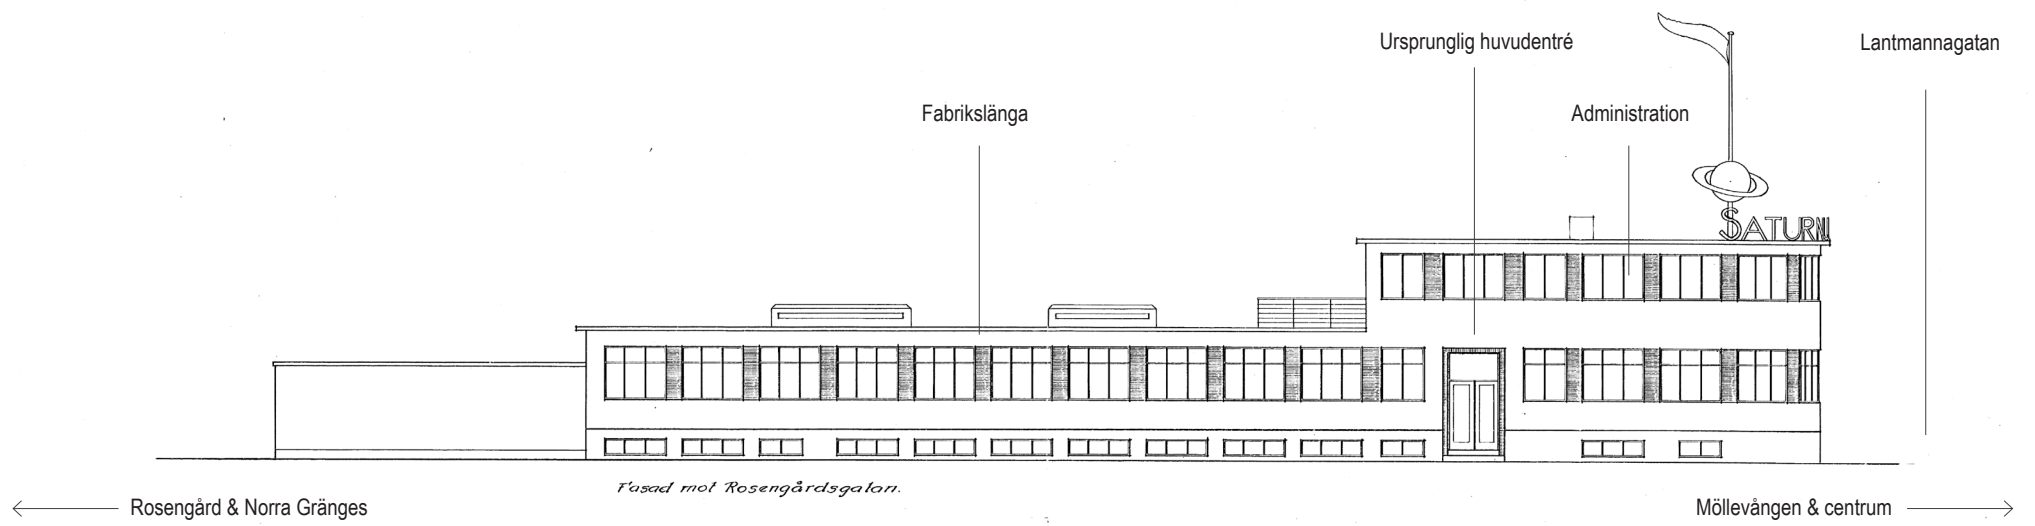 Ursprunglig huvudentré
Lantmannagatan
Fabrikslänga
Administration
SATURN
Fasad mot Rosengårdsgatan.
Rosengård & Norra Gränges
Möllevången & centrum